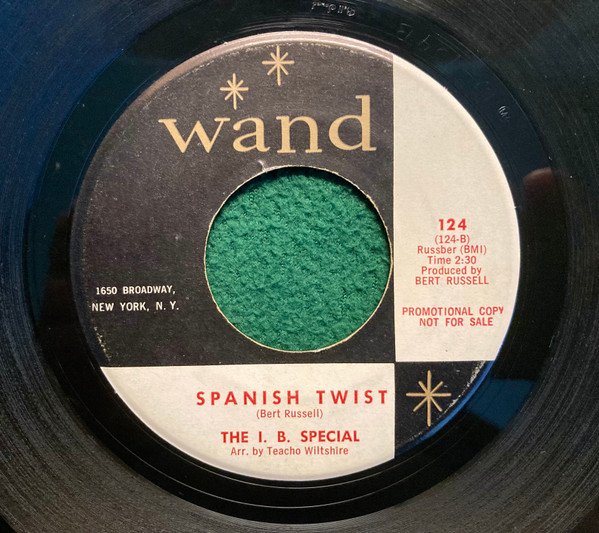 wand
1650 BROADWAY,
NEW YORK, N. Y.
124
(124-B)
Russber (BMI)
Time 2:30
Produced by
BERT RUSSELL
PROMOTIONAL COPY
NOT FOR SALE
SPANISH TWIST
(Bert Russell)
THE I. B. SPECIAL
Arr. by Teacho Wiltshire